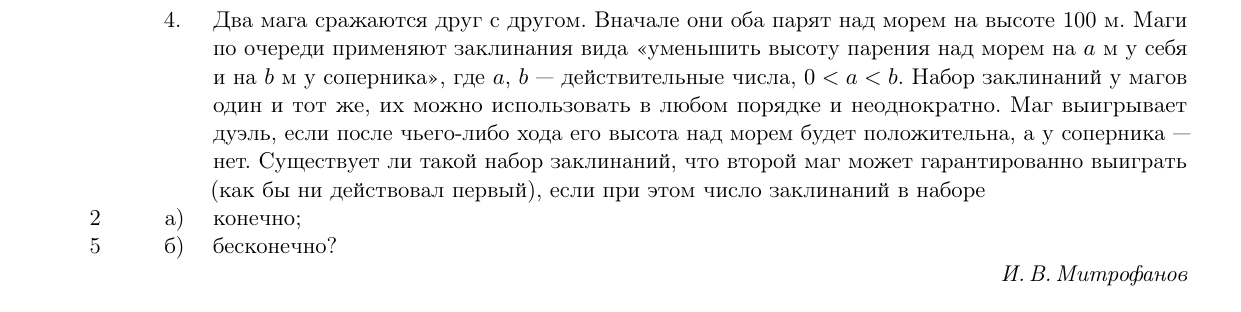 4. Два мага сражаются друг с другом. Вначале они оба парят над морем на высоте 100 м. Маги
по очереди применяют заклинания вида «уменьшить высоту парения над морем на a м у себя
и на b м у соперника», где a, b — действительные числа, 0 < a < b. Набор заклинаний у магов
один и тот же, их можно использовать в любом порядке и неоднократно. Маг выигрывает
дуэль, если после чьего-либо хода его высота над морем будет положительна, а у соперника —
нет. Существует ли такой набор заклинаний, что второй маг может гарантированно выиграть
(как бы ни действовал первый), если при этом число заклинаний в наборе
2 а) конечно;
5 б) бесконечно?
И. В. Митрофанов